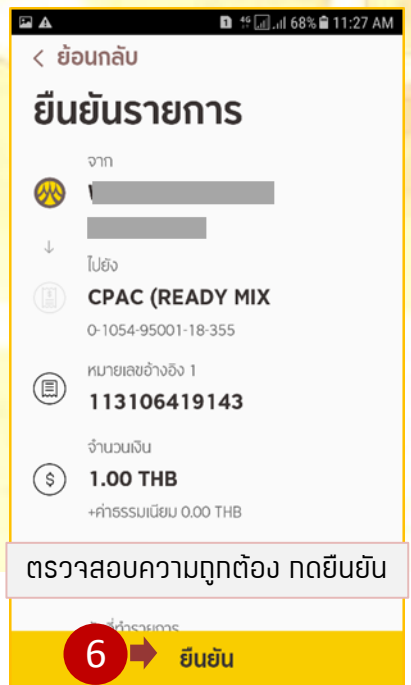 1 4G 68% 11:27 AM
< ย้อนกลับ
ยืนยันรายการ
จาก
ไปยัง
CPAC (READY MIX
0-1054-95001-18-355
หมายเลขอ้างอิง 1
113106419143
จำนวนเงิน
$ 1.00 THB
+ค่าธรรมเนียม 0.00 THB
ตรวจสอบความถูกต้อง กดยืนยัน
6 ยืนยัน